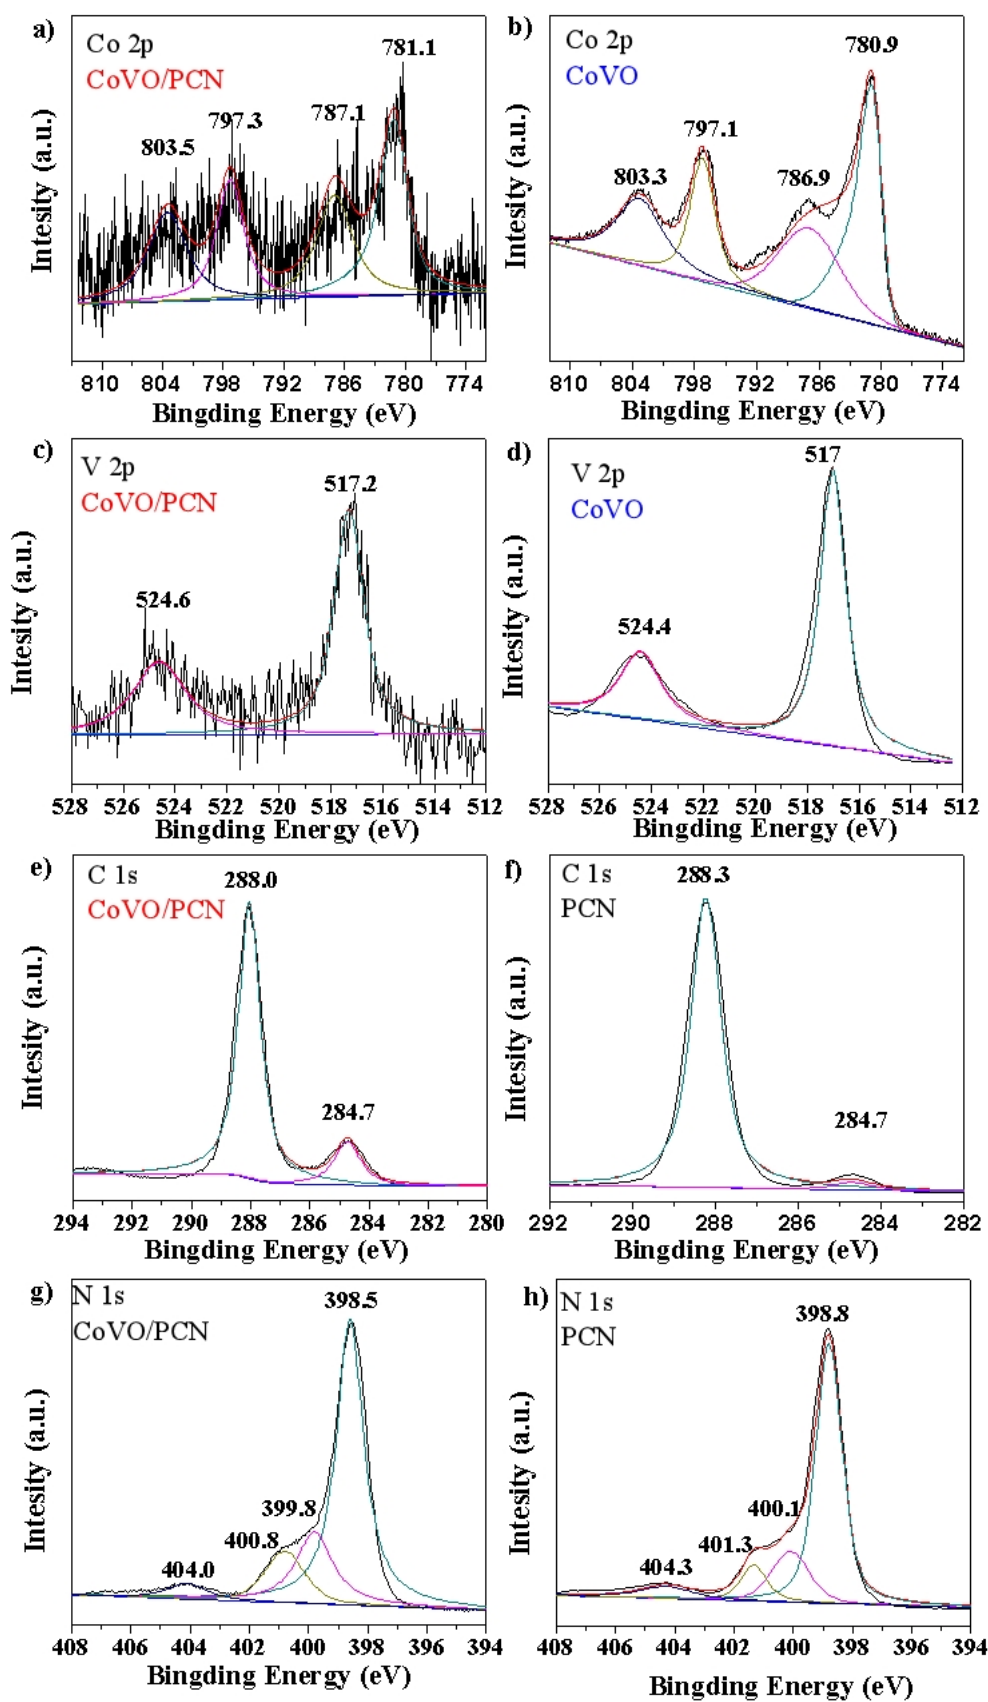 a)
Co 2p
CoVO/PCN
803.5
797.3
787.1
781.1
Intesity (a.u.)
810 804 798 792 786 780 774
Bingding Energy (eV)
b)
Co 2p
CoVO
803.3
797.1
786.9
780.9
Intesity (a.u.)
810 804 798 792 786 780 774
Bingding Energy (eV)
c)
V 2p
CoVO/PCN
524.6
517.2
Intesity (a.u.)
528 526 524 522 520 518 516 514 512
Bingding Energy (eV)
d)
V 2p
CoVO
524.4
517
Intesity (a.u.)
528 526 524 522 520 518 516 514 512
Bingding Energy (eV)
e)
C 1s
CoVO/PCN
288.0
284.7
Intesity (a.u.)
294 292 290 288 286 284 282 280
Bingding Energy (eV)
f)
C 1s
PCN
288.3
284.7
Intesity (a.u.)
292 290 288 286 284 282
Bingding Energy (eV)
g)
N 1s
CoVO/PCN
404.0
400.8
399.8
398.5
Intesity (a.u.)
408 406 404 402 400 398 396 394
Bingding Energy (eV)
h)
N 1s
PCN
404.3
401.3
400.1
398.8
Intesity (a.u.)
408 406 404 402 400 398 396 394
Bingding Energy (eV)